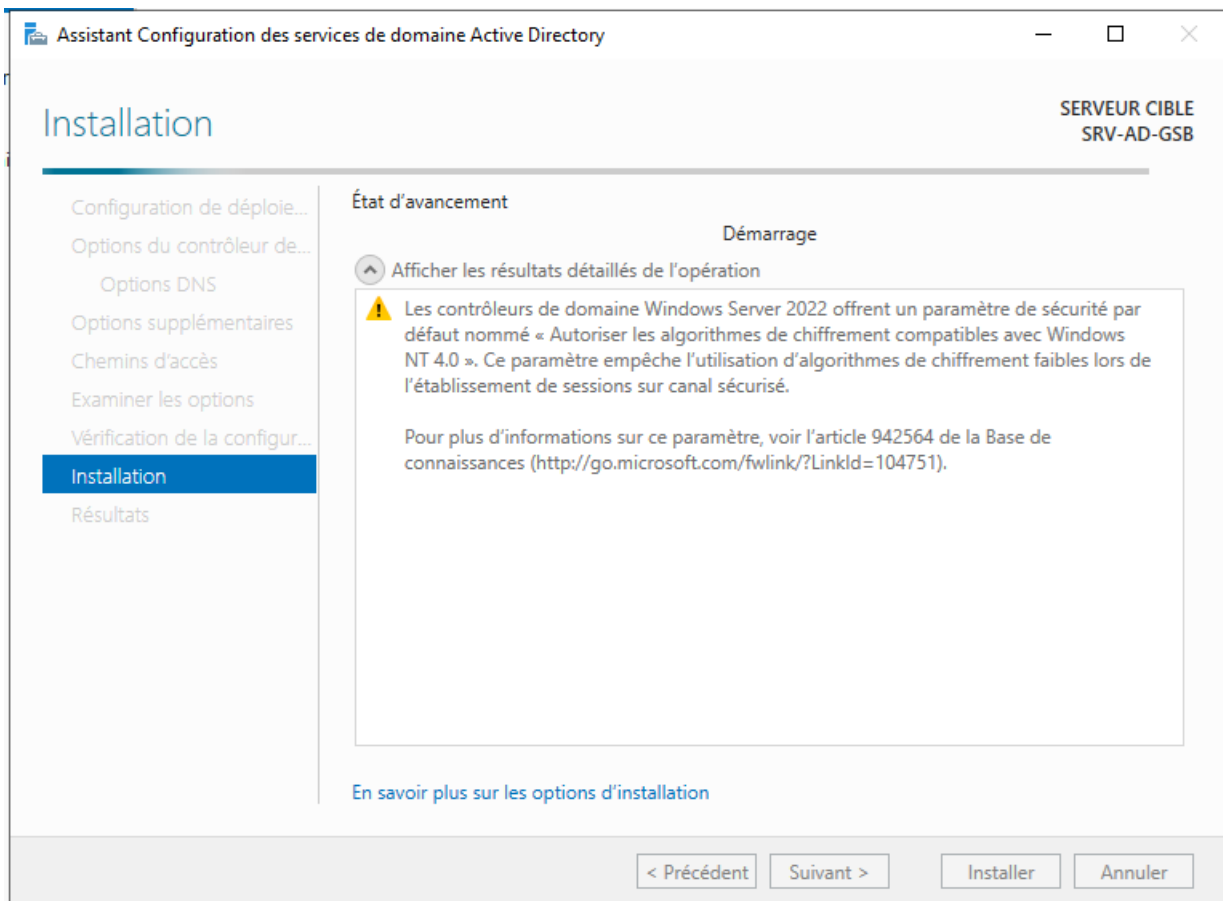 Assistant Configuration des services de domaine Active Directory
Installation
SERVEUR CIBLE
SRV-AD-GSB
Configuration de déploie...
Options du contrôleur de...
Options DNS
Options supplémentaires
Chemins d'accès
Examiner les options
Vérification de la configur...
Installation
Résultats
État d'avancement
Démarrage
Afficher les résultats détaillés de l'opération
Les contrôleurs de domaine Windows Server 2022 offrent un paramètre de sécurité par
défaut nommé « Autoriser les algorithmes de chiffrement compatibles avec Windows
NT 4.0 ». Ce paramètre empêche l'utilisation d'algorithmes de chiffrement faibles lors de
l'établissement de sessions sur canal sécurisé.
Pour plus d'informations sur ce paramètre, voir l'article 942564 de la Base de
connaissances (http://go.microsoft.com/fwlink/?LinkId=104751).
En savoir plus sur les options d'installation
< Précédent
Suivant >
Installer
Annuler